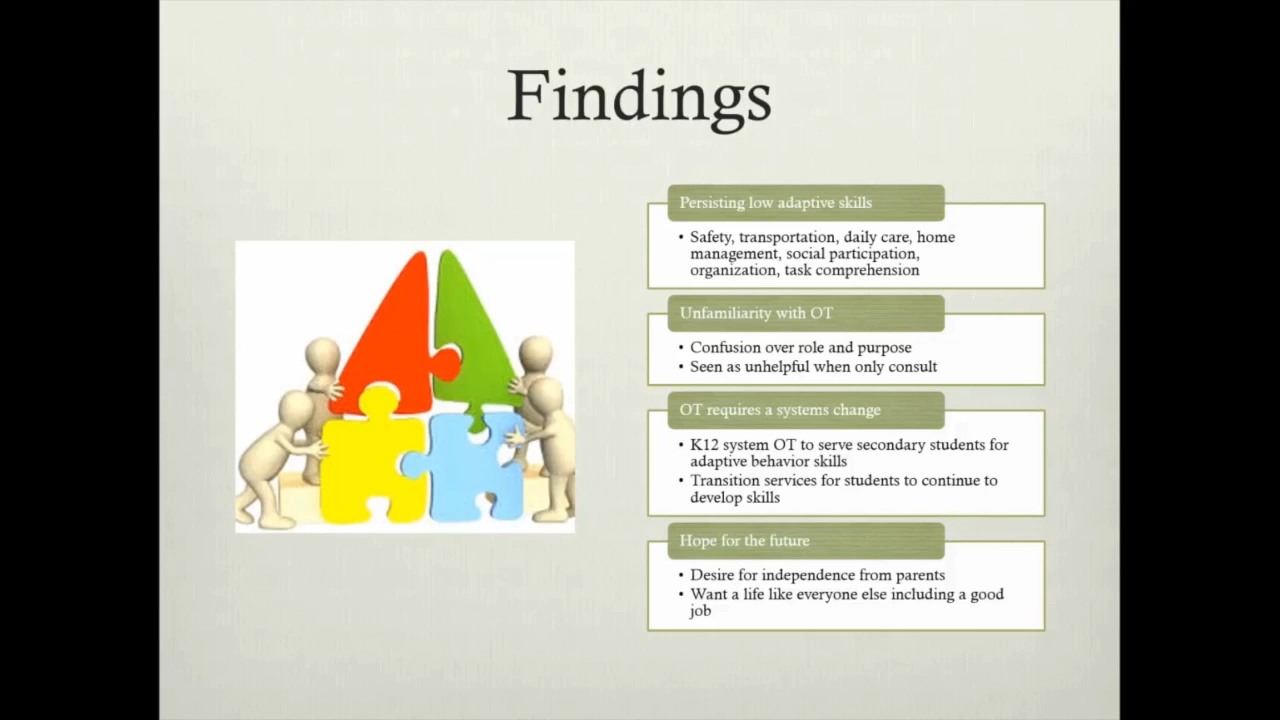 Findings
Persisting low adaptive skills
• Safety, transportation, daily care, home
management, social participation,
organization, task comprehension
Unfamiliarity with OT
• Confusion over role and purpose
• Seen as unhelpful when only consult
OT requires a systems change
• K12 system OT to serve secondary students for
adaptive behavior skills
• Transition services for students to continue to
develop skills
Hope for the future
• Desire for independence from parents
• Want a life like everyone else including a good
job